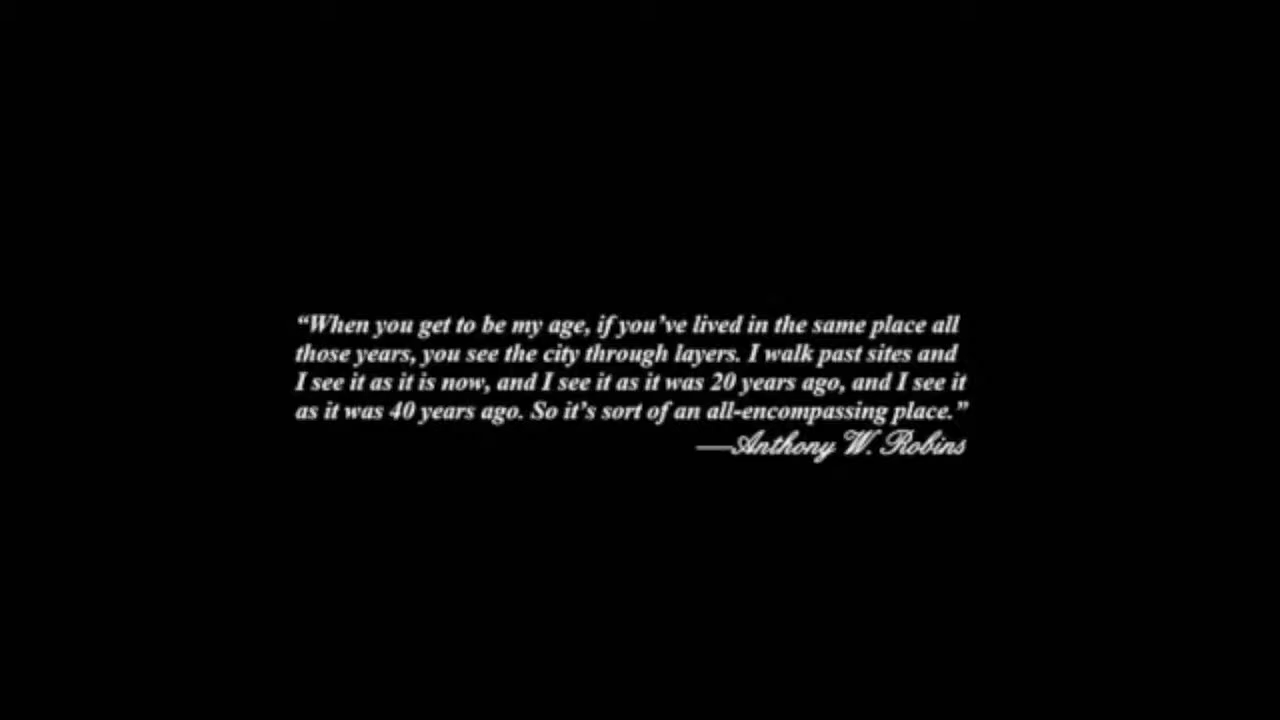 “When you get to be my age, if you’ve lived in the same place all
those years, you see the city through layers. I walk past sites and
I see it as it is now, and I see it as it was 20 years ago, and I see it
as it was 40 years ago. So it’s sort of an all-encompassing place.”
—Anthony W. Robins